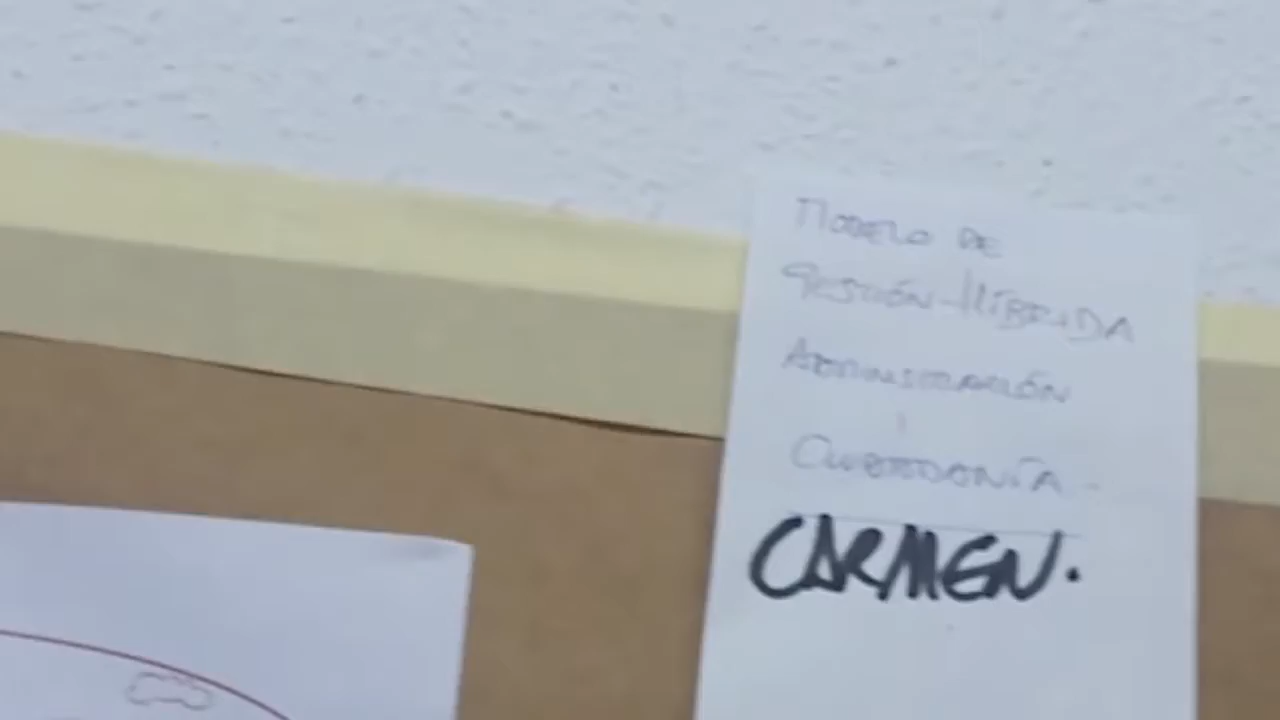 MODELO DE
GESTIÓN HÍBRIDA
ADMINISTRACIÓN
Y
CIUDADANÍA -
CARMEN.